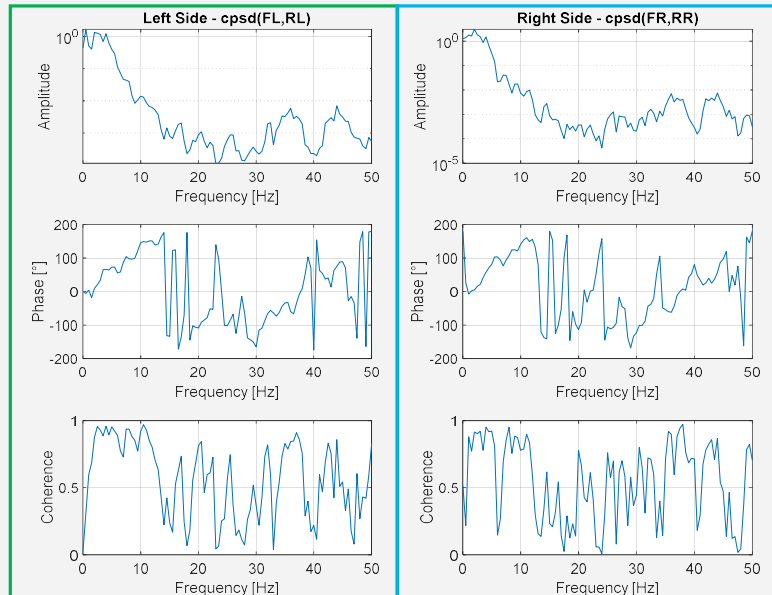 Left Side - cpsd(FL,RL)
10^0
Amplitude
0 10 20 30 40 50
Frequency [Hz]
200
100
0
-100
-200
Phase [°]
0 10 20 30 40 50
Frequency [Hz]
1
0.5
0
Coherence
0 10 20 30 40 50
Frequency [Hz]
Right Side - cpsd(FR,RR)
10^0
10^-5
Amplitude
0 10 20 30 40 50
Frequency [Hz]
200
100
0
-100
-200
Phase [°]
0 10 20 30 40 50
Frequency [Hz]
1
0.5
0
Coherence
0 10 20 30 40 50
Frequency [Hz]